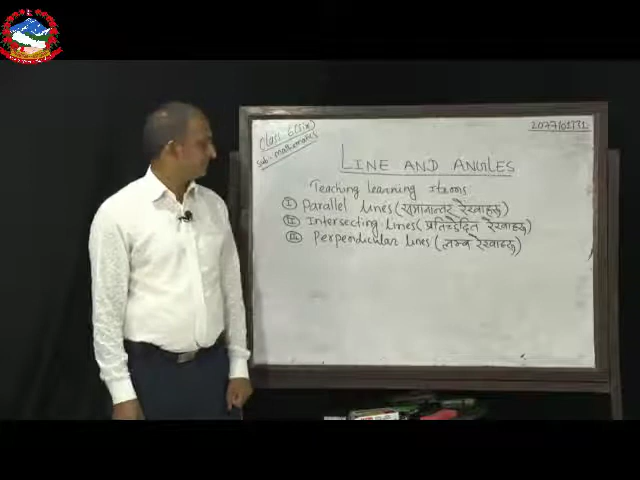 Class 6(six)
Sub:- mathematics
2077/01/31
LINE AND ANGLES
Teaching learning items
I Parallel lines (समानान्तर रेखाहरू)
II Intersecting lines (प्रतिच्छेदित रेखाहरू)
III Perpendicular lines (लम्ब रेखाहरू)